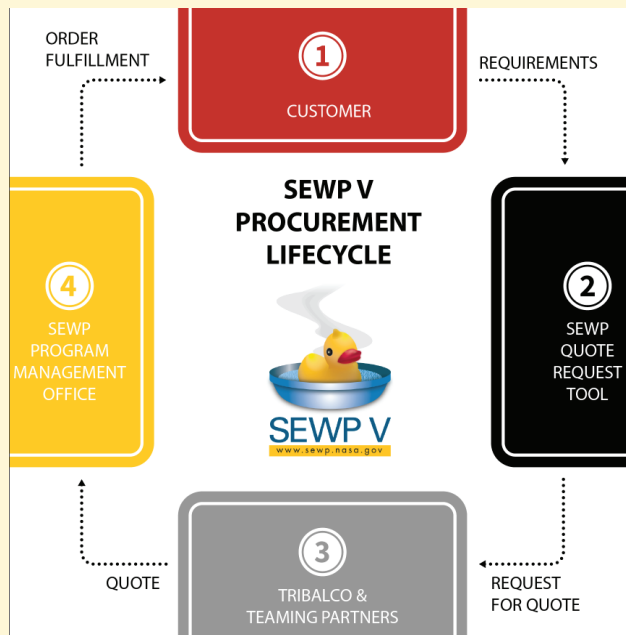 ORDER
FULFILLMENT
1
CUSTOMER
REQUIREMENTS
SEWP V
PROCUREMENT
LIFECYCLE
2
SEWP
QUOTE
REQUEST
TOOL
4
SEWP
PROGRAM
MANAGEMENT
OFFICE
SEWP V
www.sewp.nasa.gov
3
TRIBALCO &
TEAMING PARTNERS
QUOTE
REQUEST
FOR QUOTE